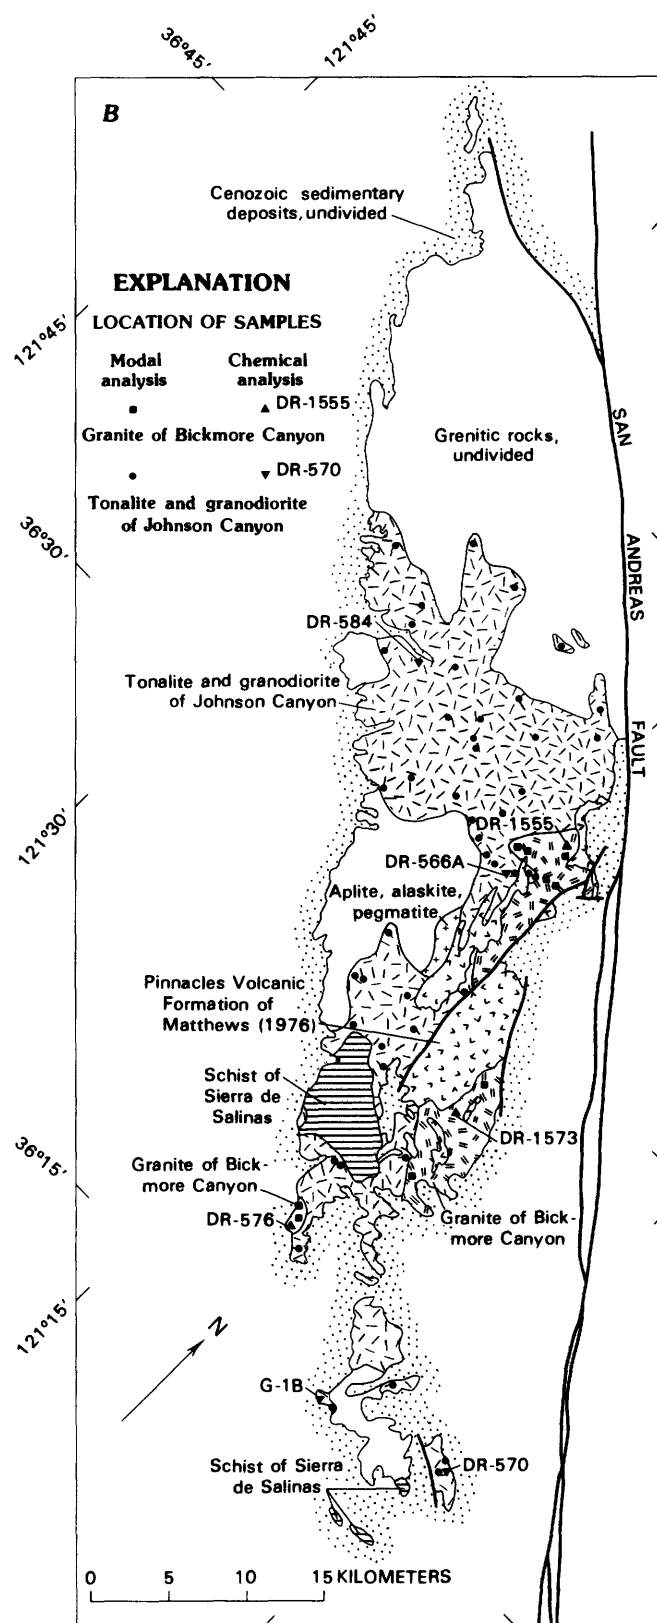 36°45′
121°45′
B
Cenozoic sedimentary
deposits, undivided
EXPLANATION
LOCATION OF SAMPLES
Modal
analysis
Chemical
analysis
DR-1555
Granite of Bickmore Canyon
DR-570
Tonalite and granodiorite
of Johnson Canyon
121°45′
Grenitic rocks,
undivided
SAN
ANDREAS
FAULT
36°30′
DR-584
Tonalite and granodiorite
of Johnson Canyon
121°30′
DR-1555
DR-566A
Aplite, alaskite,
pegmatite
Pinnacles Volcanic
Formation of
Matthews (1976)
Schist of
Sierra de
Salinas
36°15′
DR-1573
Granite of Bick-
more Canyon
DR-576
Granite of Bick-
more Canyon
121°15′
N
G-1B
Schist of Sierra
de Salinas
DR-570
0 5 10 15 KILOMETERS